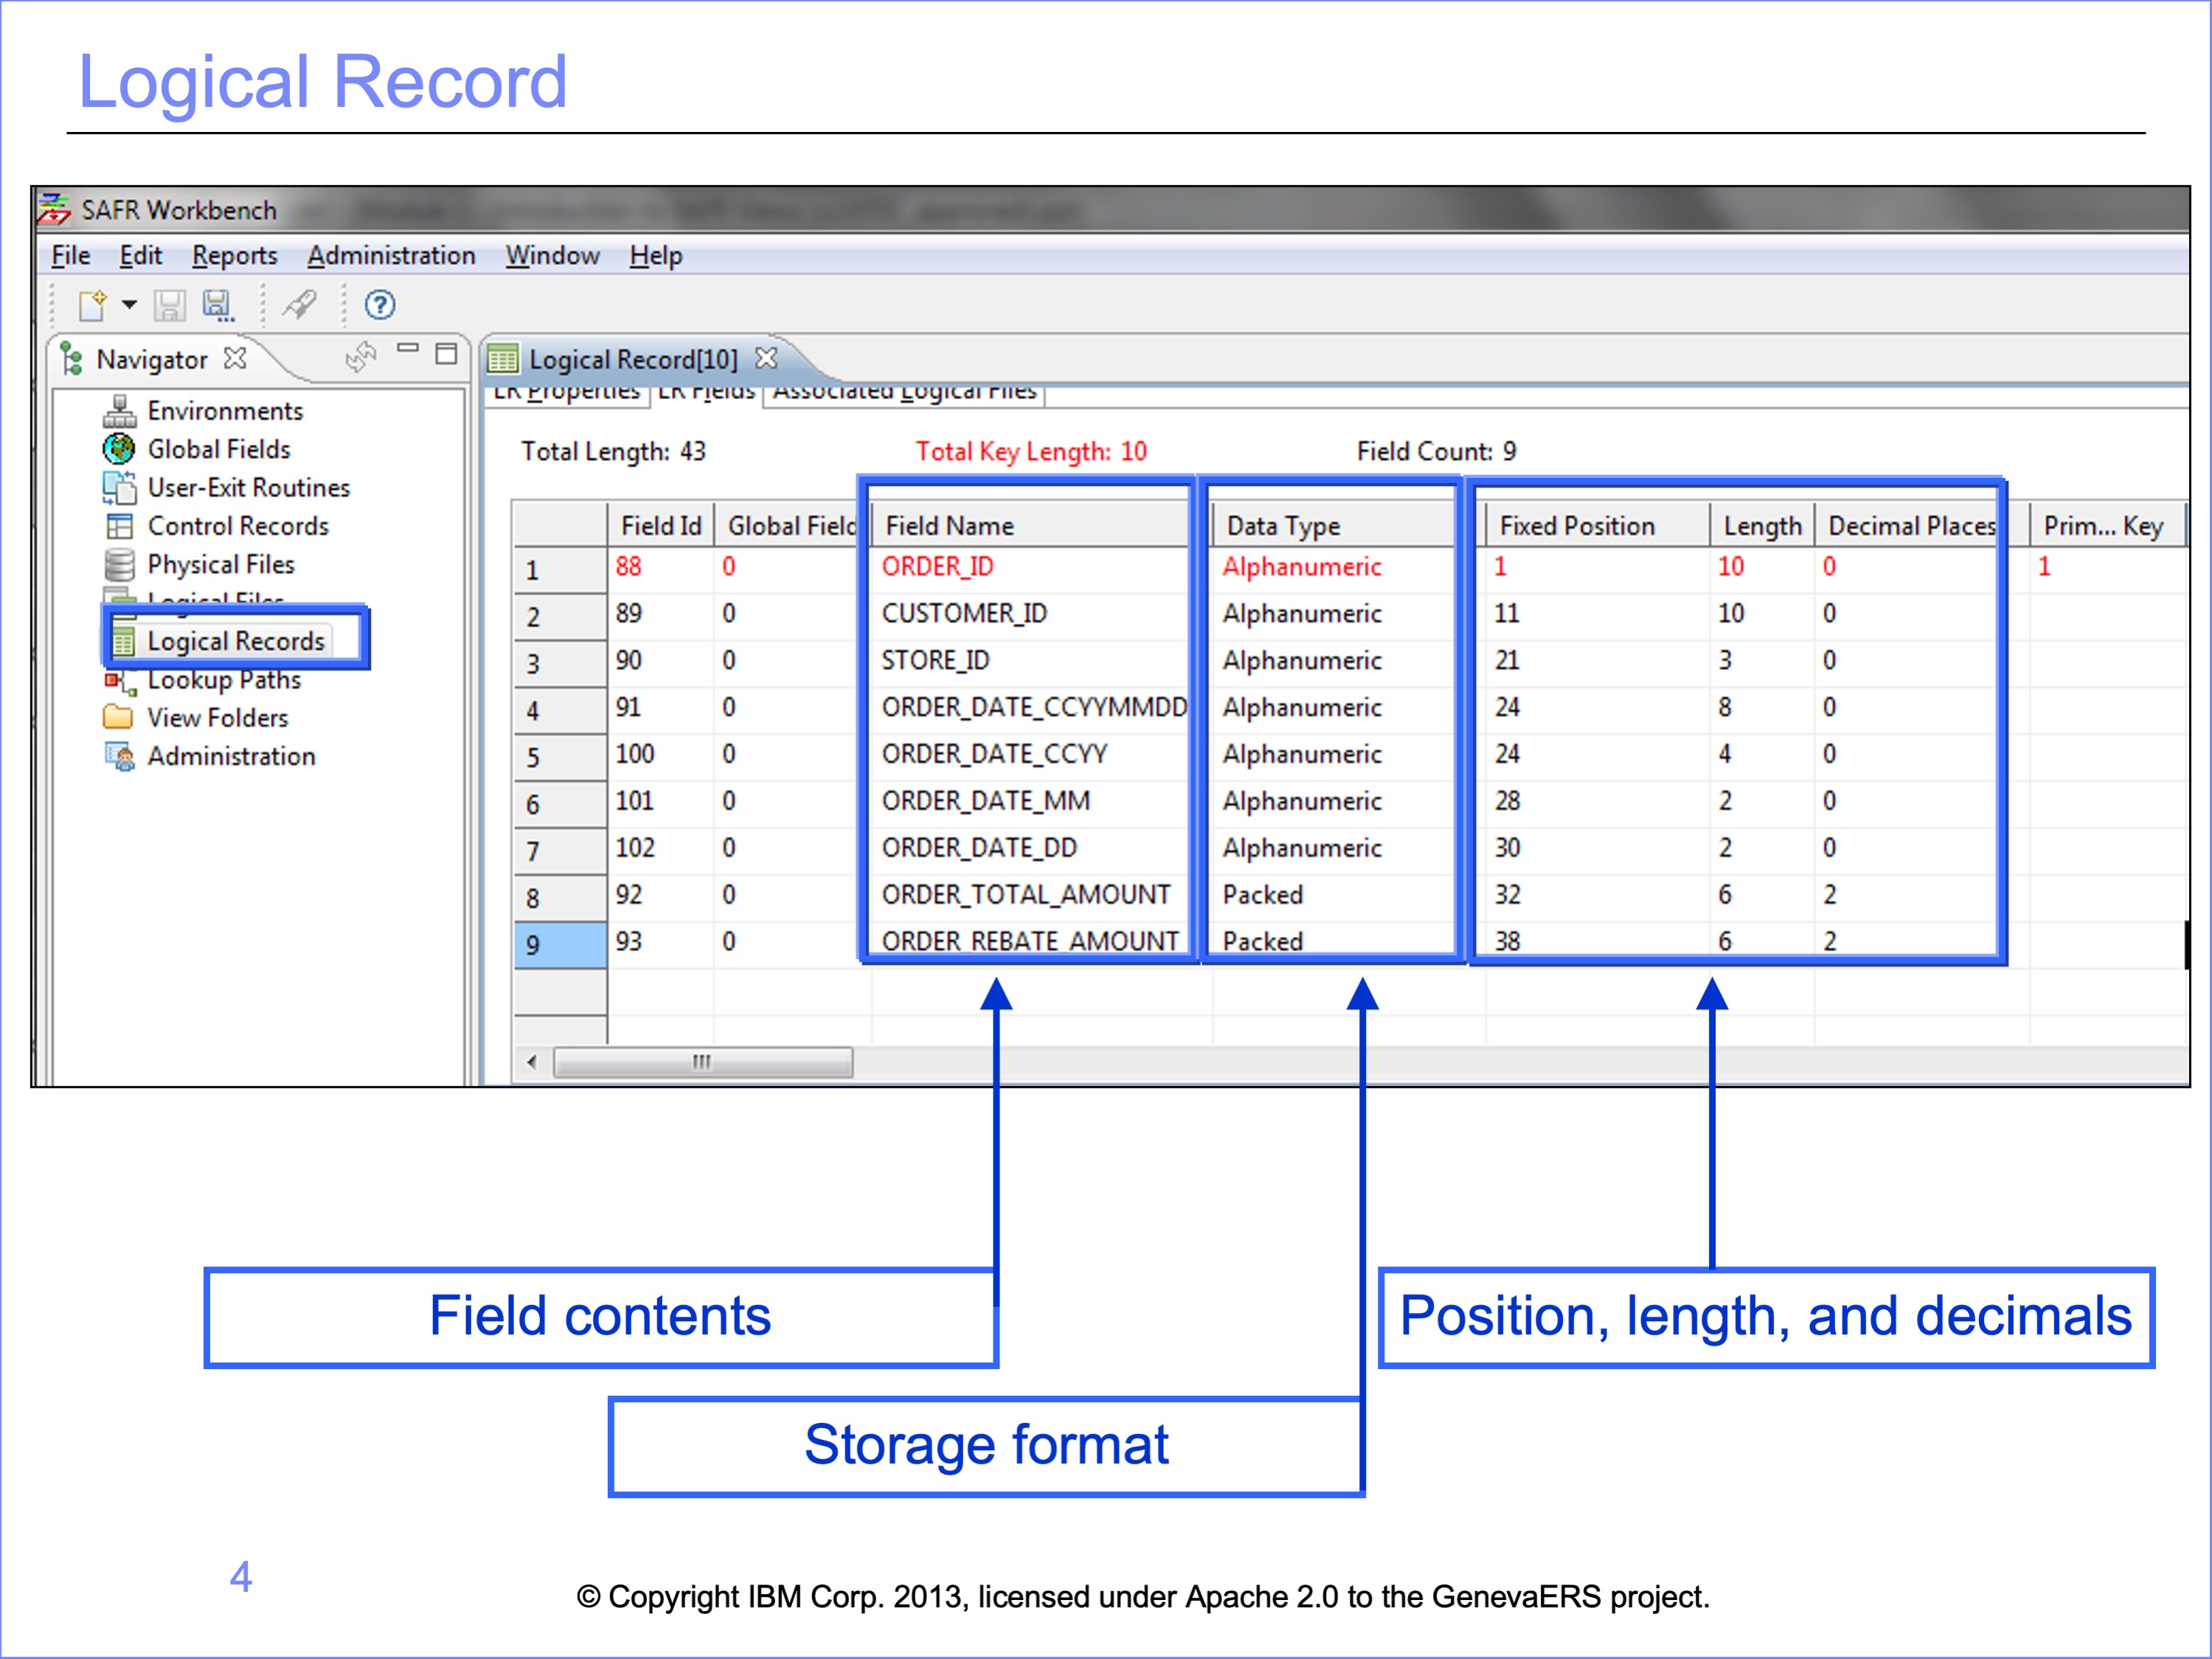 Logical Record
SAFR Workbench
File Edit Reports Administration Window Help
Navigator
Logical Record[10]
Environments
Global Fields
User-Exit Routines
Control Records
Physical Files
Logical Files
Logical Records
Lookup Paths
View Folders
Administration
LR Properties LR Fields Associated Logical Files
Total Length: 43 Total Key Length: 10 Field Count: 9
Field Id Global Field Field Name Data Type Fixed Position Length Decimal Places Prim... Key
1 88 0 ORDER_ID Alphanumeric 1 10 0 1
2 89 0 CUSTOMER_ID Alphanumeric 11 10 0
3 90 0 STORE_ID Alphanumeric 21 3 0
4 91 0 ORDER_DATE_CCYYMMDD Alphanumeric 24 8 0
5 100 0 ORDER_DATE_CCYY Alphanumeric 24 4 0
6 101 0 ORDER_DATE_MM Alphanumeric 28 2 0
7 102 0 ORDER_DATE_DD Alphanumeric 30 2 0
8 92 0 ORDER_TOTAL_AMOUNT Packed 32 6 2
9 93 0 ORDER_REBATE_AMOUNT Packed 38 6 2
Field contents
Position, length, and decimals
Storage format
4
© Copyright IBM Corp. 2013, licensed under Apache 2.0 to the GenevaERS project.